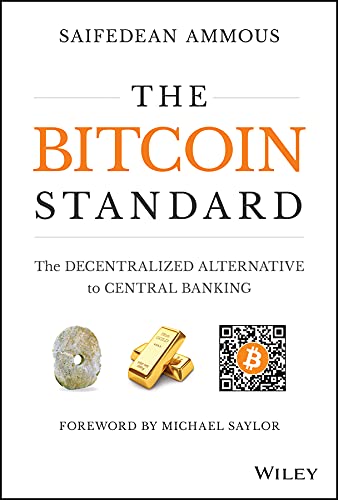 SAIFEDEAN AMMOUS
THE
BITCOIN
STANDARD
The DECENTRALIZED ALTERNATIVE
to CENTRAL BANKING
FOREWORD BY MICHAEL SAYLOR
WILEY